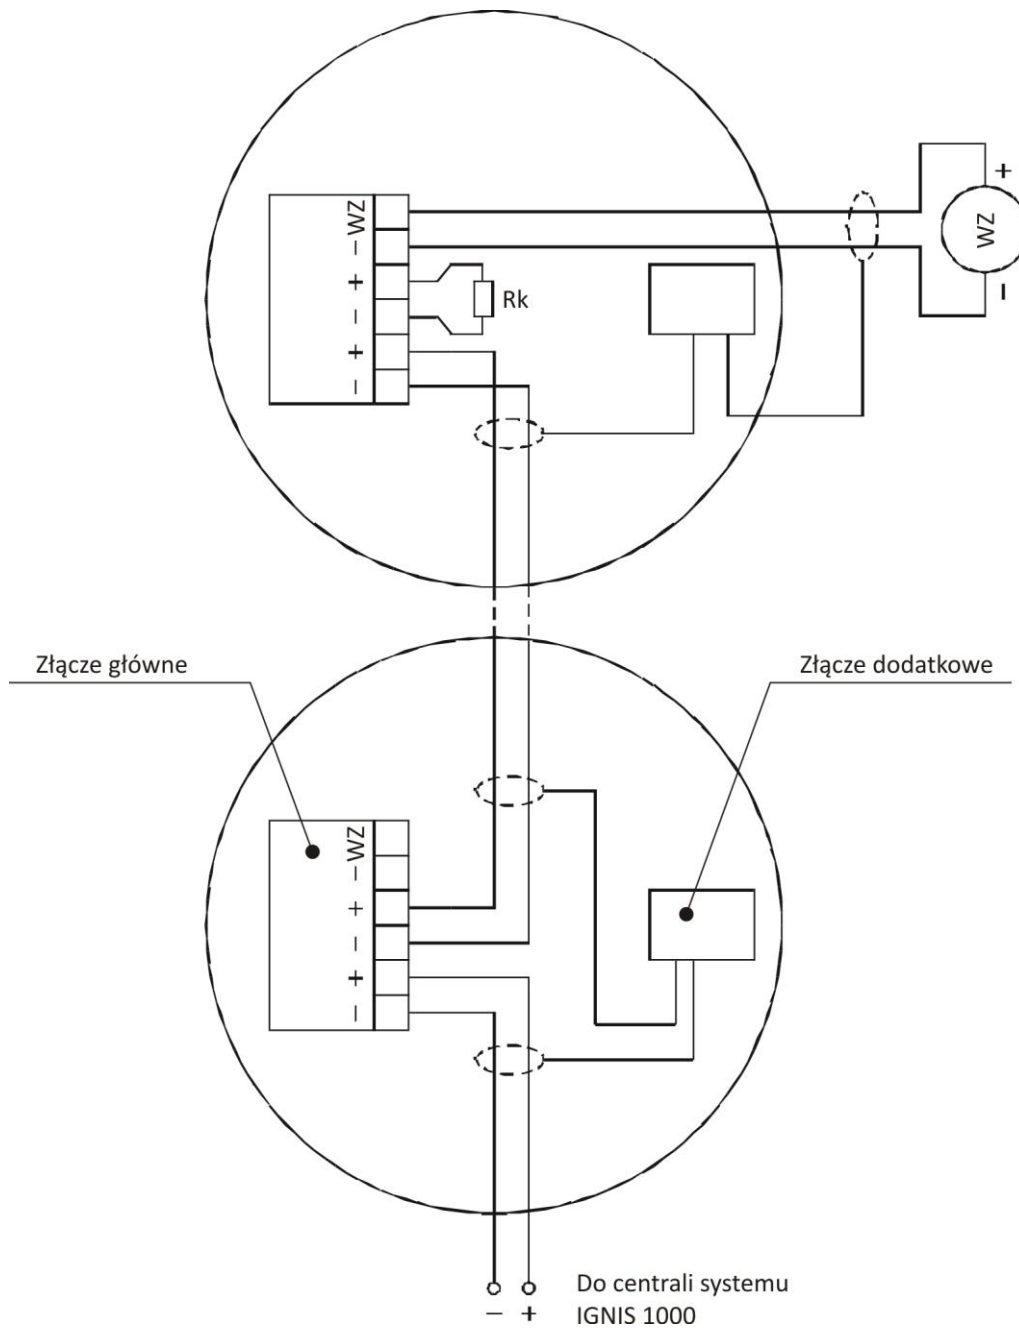 +
WZ
WZ
−
−
+
Rk
−
+
−
Złącze główne
Złącze dodatkowe
WZ
−
+
−
+
−
Do centrali systemu
− +
IGNIS 1000